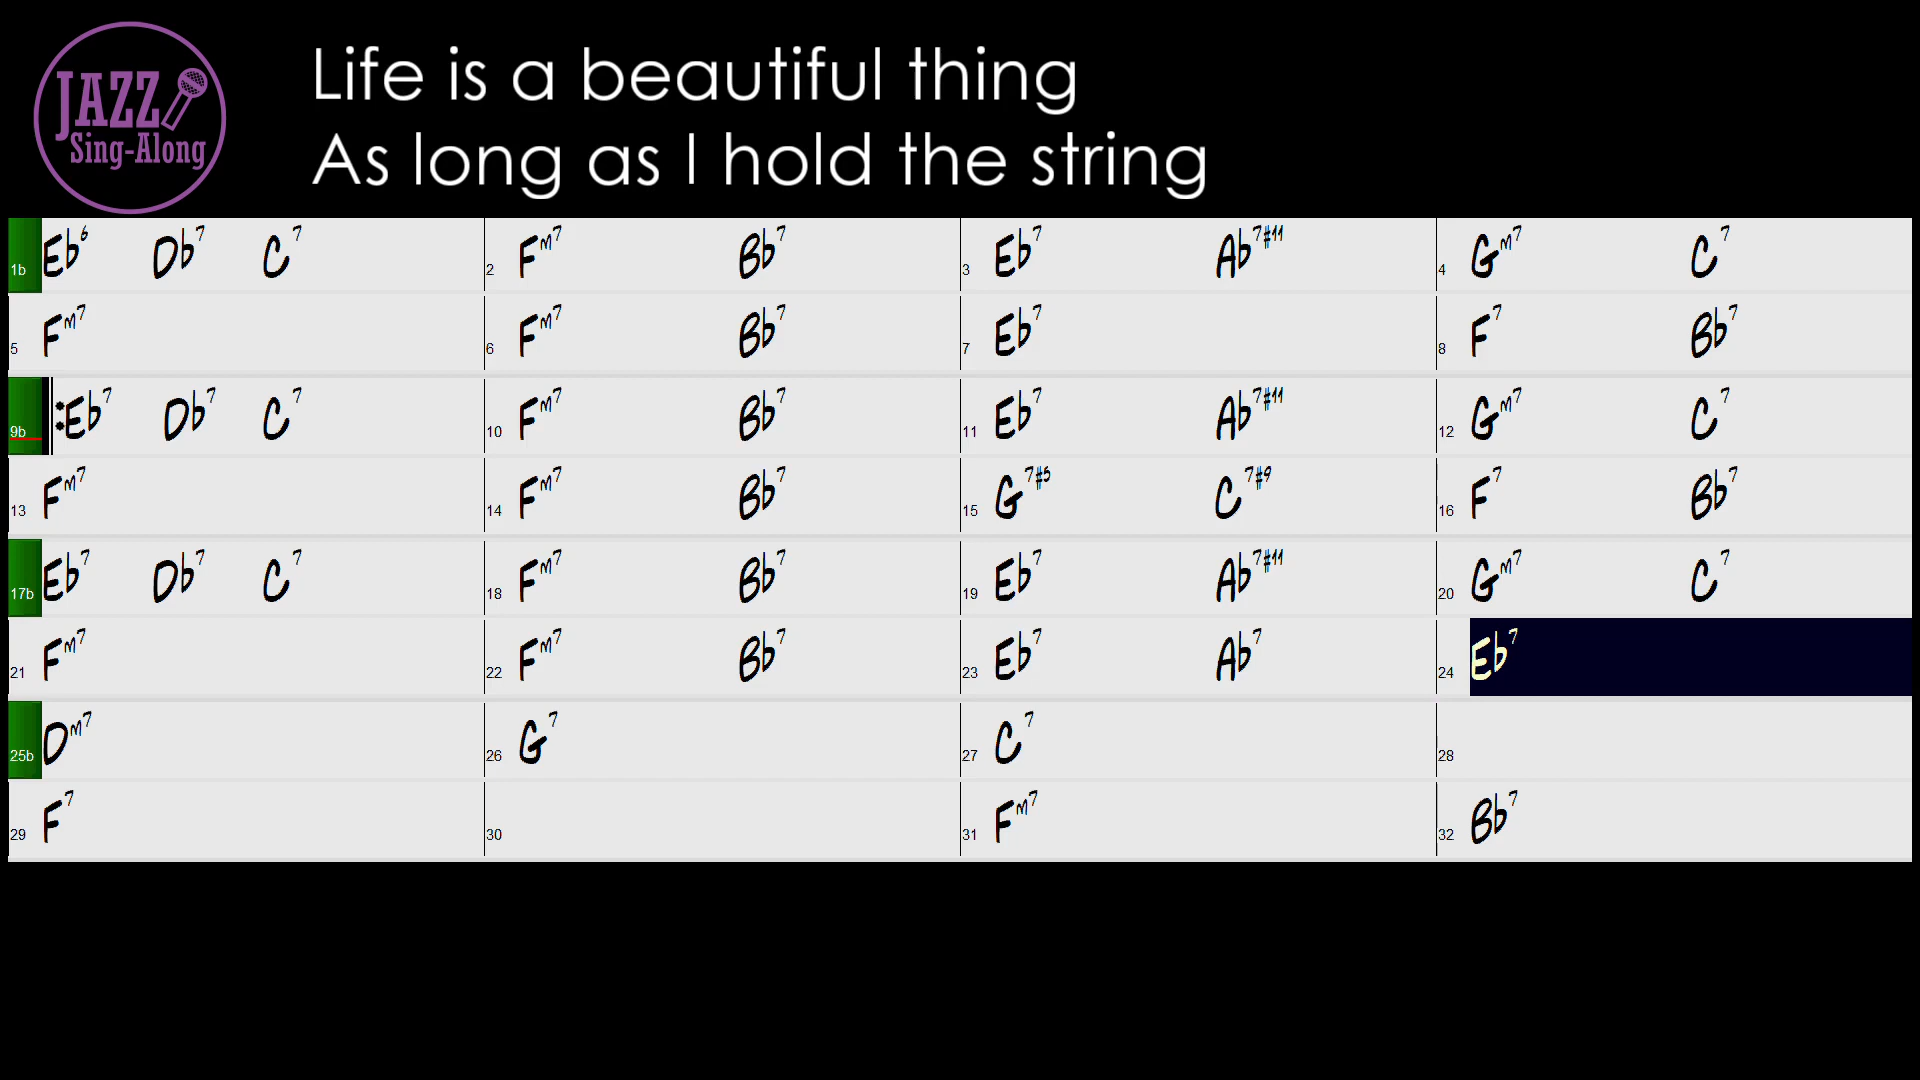 JAZZ
Sing-Along
Life is a beautiful thing
As long as I hold the string
1b Eb6 Db7 C7 2 Fm7 Bb7 3 Eb7 Ab7#11 4 Gm7 C7
5 Fm7 6 Fm7 Bb7 7 Eb7 8 F7 Bb7
9b Eb7 Db7 C7 10 Fm7 Bb7 11 Eb7 Ab7#11 12 Gm7 C7
13 Fm7 14 Fm7 Bb7 15 G7#5 C7#9 16 F7 Bb7
17b Eb7 Db7 C7 18 Fm7 Bb7 19 Eb7 Ab7#11 20 Gm7 C7
21 Fm7 22 Fm7 Bb7 23 Eb7 Ab7 24 Eb7
25b Dm7 26 G7 27 C7 28
29 F7 30 31 Fm7 32 Bb7